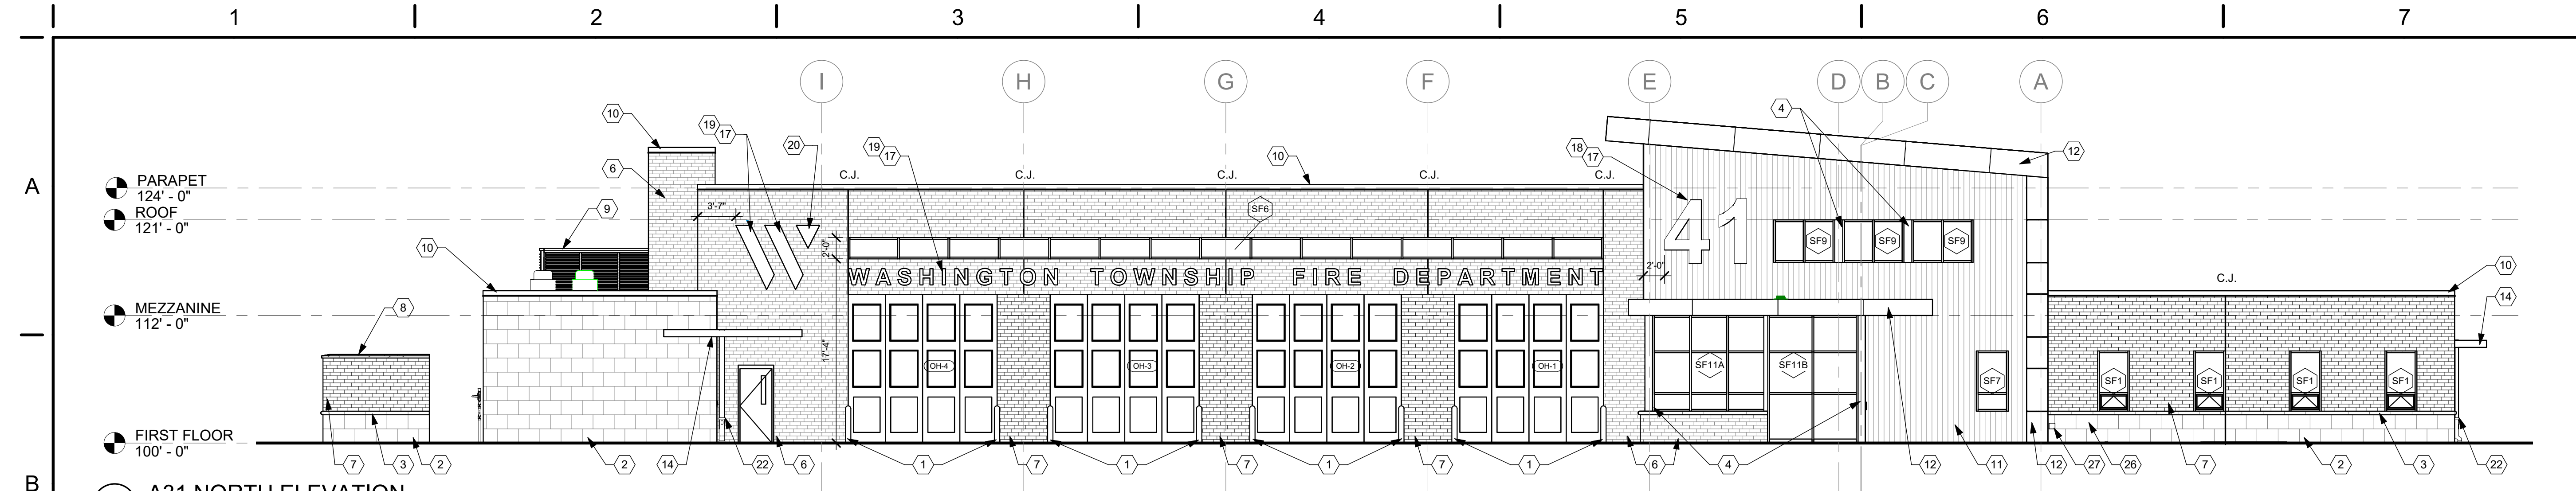 1 2 3 4 5 6 7
I H G F E D B C A
4
10 19 17 20 19 17 10 18 17 12
C.J. C.J. C.J. C.J. C.J.
A
PARAPET
124' - 0"
6
ROOF
121' - 0"
9
3'-7"
SF6
41
10
2'-0"
SF9 SF9 SF9
WASHINGTON TOWNSHIP FIRE DEPARTMENT
2'-0"
C.J.
10
14
MEZZANINE
112' - 0"
8
17'-4"
OH-4 OH-3 OH-2 OH-1
SF11A SF11B
SF7 SF1 SF1 SF1 SF1
FIRST FLOOR
100' - 0"
7 3 2 2 14 22 6 1 7 1 7 1 7 1 6 4 12 11 12 27 26 7 2 3 22
B
A31 NORTH ELEVATION